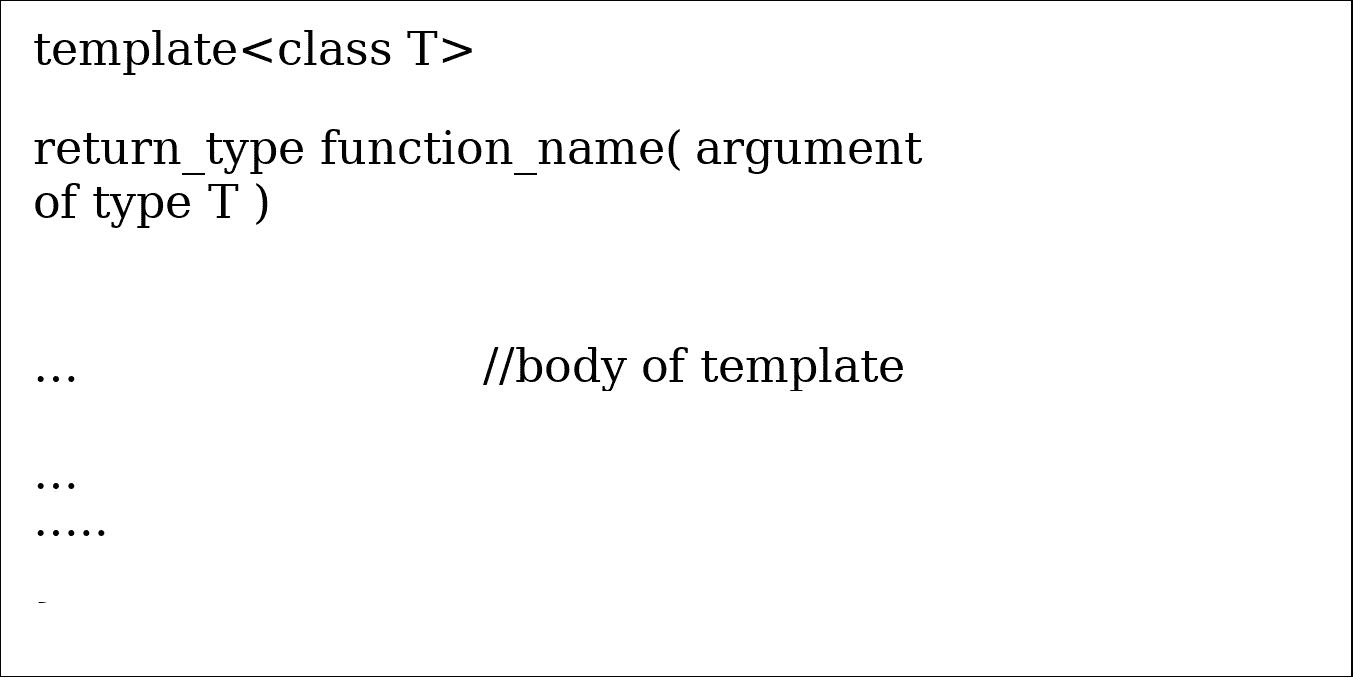 template<class T>
return_type function_name( argument
of type T )
... //body of template
...
.....